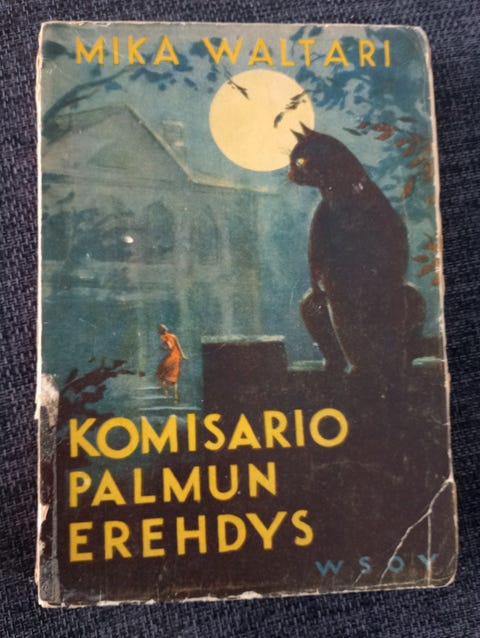 MIKA WALTARI
KOMISARIO
PALMUN
EREHDYS
WSOY